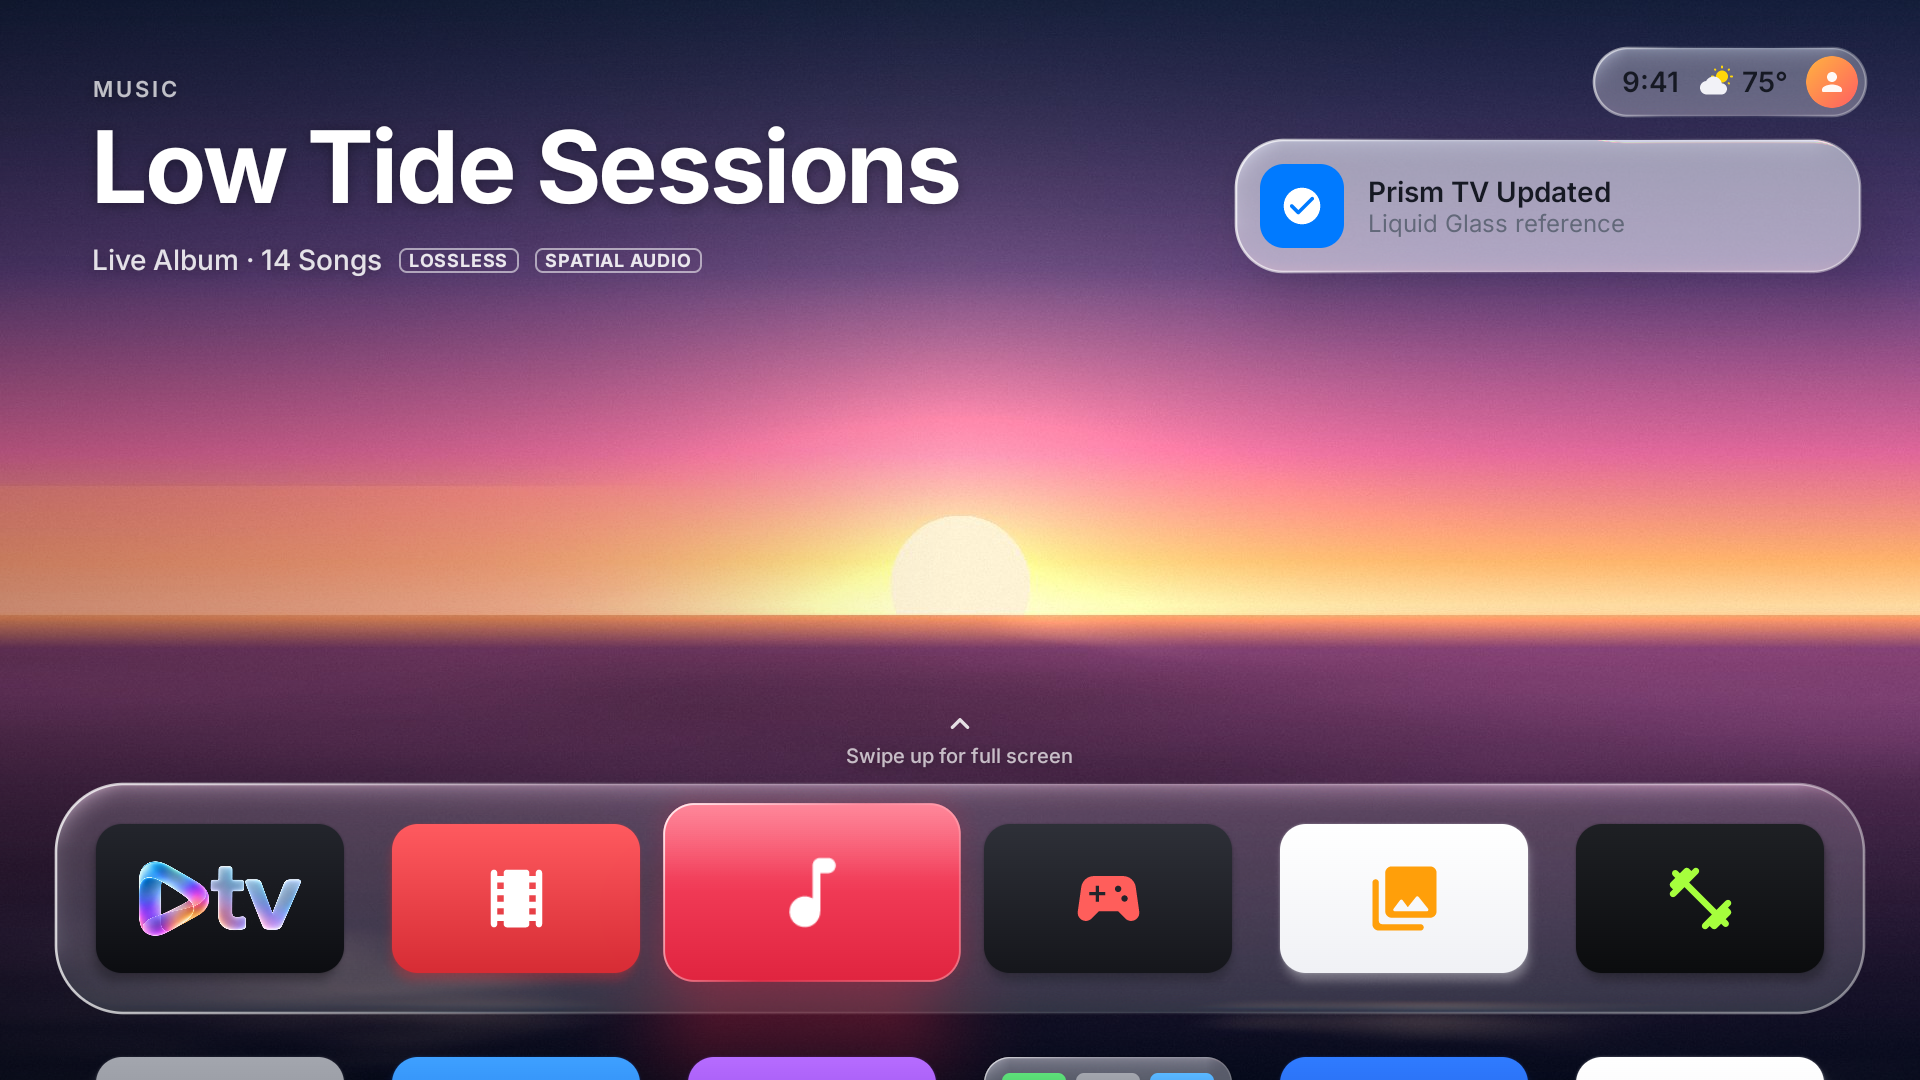 MUSIC
Low Tide Sessions
Live Album · 14 Songs LOSSLESS SPATIAL AUDIO
9:41 75°
Prism TV Updated
Liquid Glass reference
Swipe up for full screen
tv